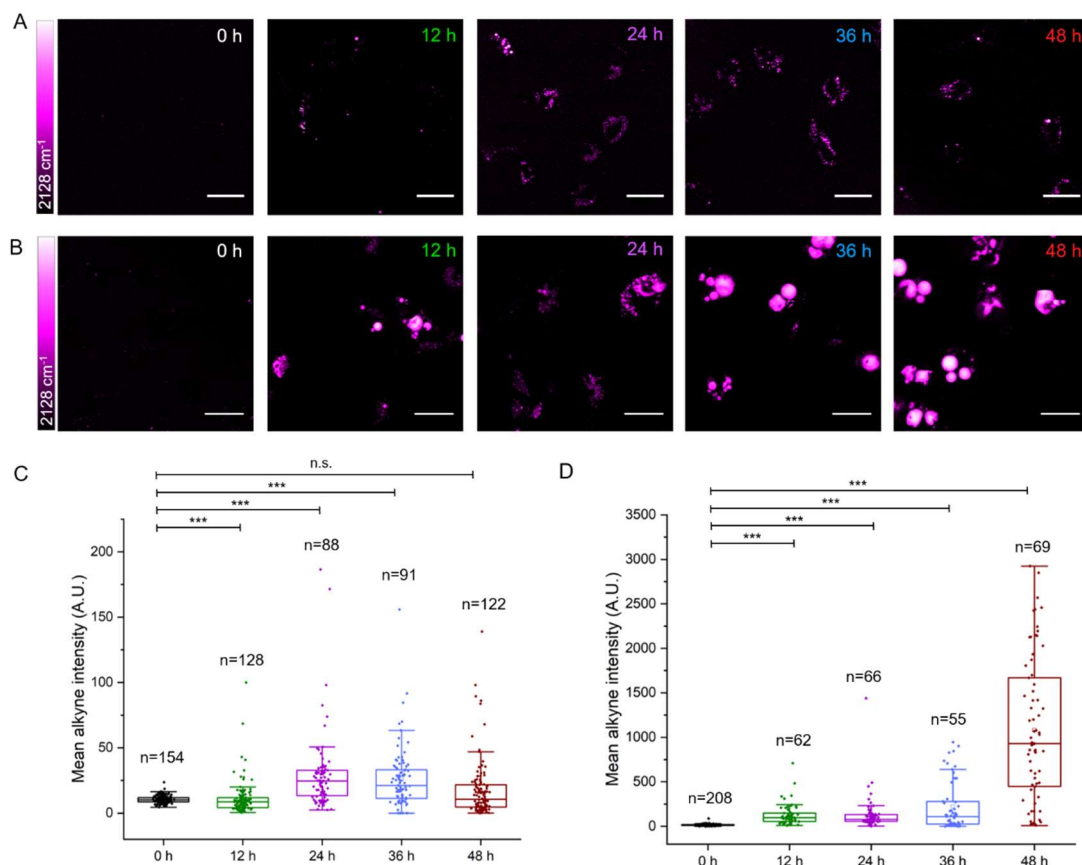 A
2128 cm⁻¹
0 h
12 h
24 h
36 h
48 h
B
2128 cm⁻¹
0 h
12 h
24 h
36 h
48 h
C
n.s.
***
***
***
Mean alkyne intensity (A.U.)
200
150
100
50
0
n=154
n=128
n=88
n=91
n=122
0 h
12 h
24 h
36 h
48 h
D
***
***
***
***
Mean alkyne intensity (A.U.)
3500
3000
2500
2000
1500
1000
500
250
0
n=208
n=62
n=66
n=55
n=69
0 h
12 h
24 h
36 h
48 h